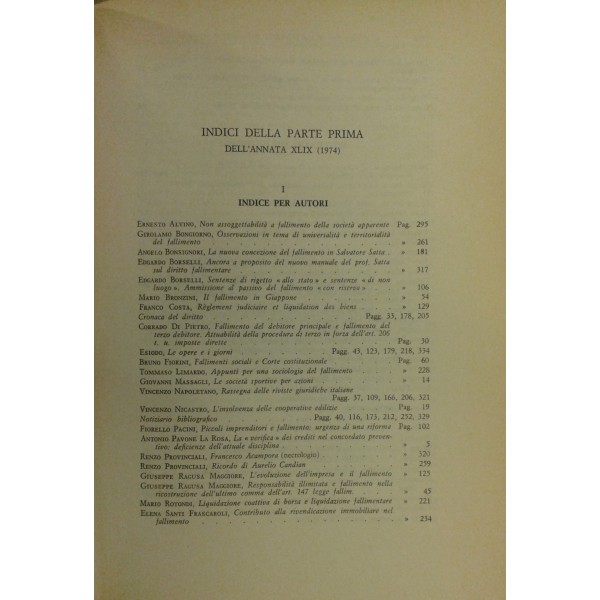 INDICI DELLA PARTE PRIMA
DELL'ANNATA XLIX (1974)
I
INDICE PER AUTORI
ERNESTO ALVINO, Non assoggettabilità a fallimento della società apparente Pag. 295
GIROLAMO BONGIORNO, Osservazioni in tema di universalità e territorialità
del fallimento » 261
ANGELO BONSIGNORI, La nuova concezione del fallimento in Salvatore Satta » 181
EDGARDO BORSELLI, Ancora a proposito del nuovo manuale del prof. Satta
sul diritto fallimentare » 317
EDGARDO BORSELLI, Sentenze di rigetto «allo stato» e sentenze «di non
luogo». Ammissione al passivo del fallimento «con riserva» » 106
MARIO BRONZINI, Il fallimento in Giappone » 54
FRANCO COSTA, Règlement judiciaire et liquidation des biens » 129
Cronaca del diritto Pagg. 33, 178, 203
CORRADO DI PIETRO, Fallimento del debitore principale e fallimento del
terzo debitore. Attuabilità della procedura di terzo in forza dell'art. 206
t. u. imposte dirette Pag. 30
ESIODO, Le opere e i giorni Pagg. 43, 123, 179, 218, 334
BRUNO FIORINI, Fallimenti sociali e Corte costituzionale Pag. 60
TOMMASO LIMARDO, Appunti per una sociologia del fallimento » 228
GIOVANNI MARSAGLI, Le società sportive per azioni » 14
VINCENZO NAPOLETANO, Rassegna delle riviste giuridiche italiane
Pagg. 37, 109, 166, 206, 321
VINCENZO NICASTRO, L'insolvenza delle cooperative edilizie Pag. 19
Notiziario bibliografico Pagg. 40, 116, 173, 212, 252, 329
FIORELLO PACINI, Piccoli imprenditori e fallimento: urgenza di una riforma Pag. 102
ANTONIO PAVONE LA ROSA, La «verifica» dei crediti nel concordato preven-
tivo: deficienze dell'attuale disciplina » 5
RENZO PROVINCIALI, Francesco Atampora (necrologio) » 320
RENZO PROVINCIALI, Ricordo di Aurelio Candian » 259
GIUSEPPE RAGUSA MAGGIORE, L'evoluzione dell'impresa e il fallimento » 125
GIUSEPPE RAGUSA MAGGIORE, Responsabilità illimitata e fallimento nella
ricostruzione dell'ultimo comma dell'art. 147 legge fallim. » 45
MARIO ROTONDI, Liquidazione coattiva di borsa e liquidazione fallimentare » 221
ELENA SANTI FRASCAROLI, Contributo alla rivendicazione immobiliare nel
fallimento » 234